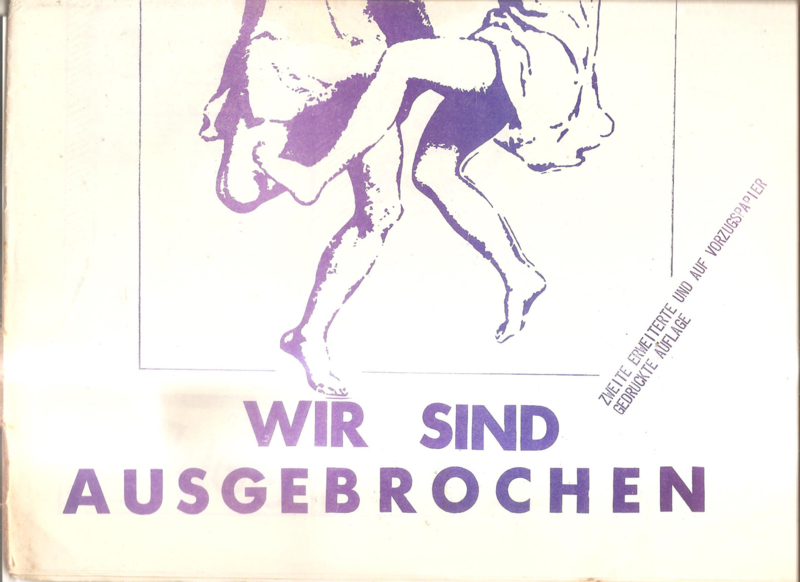 ZWEITE ERWEITERTE UND AUF VORZUGSPAPIER
GEDRUCKTE AUFLAGE
WIR SIND
AUSGEBROCHEN